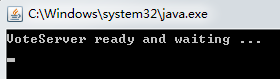 C:\Windows\system32\java.exe
VoteServer ready and waiting ...